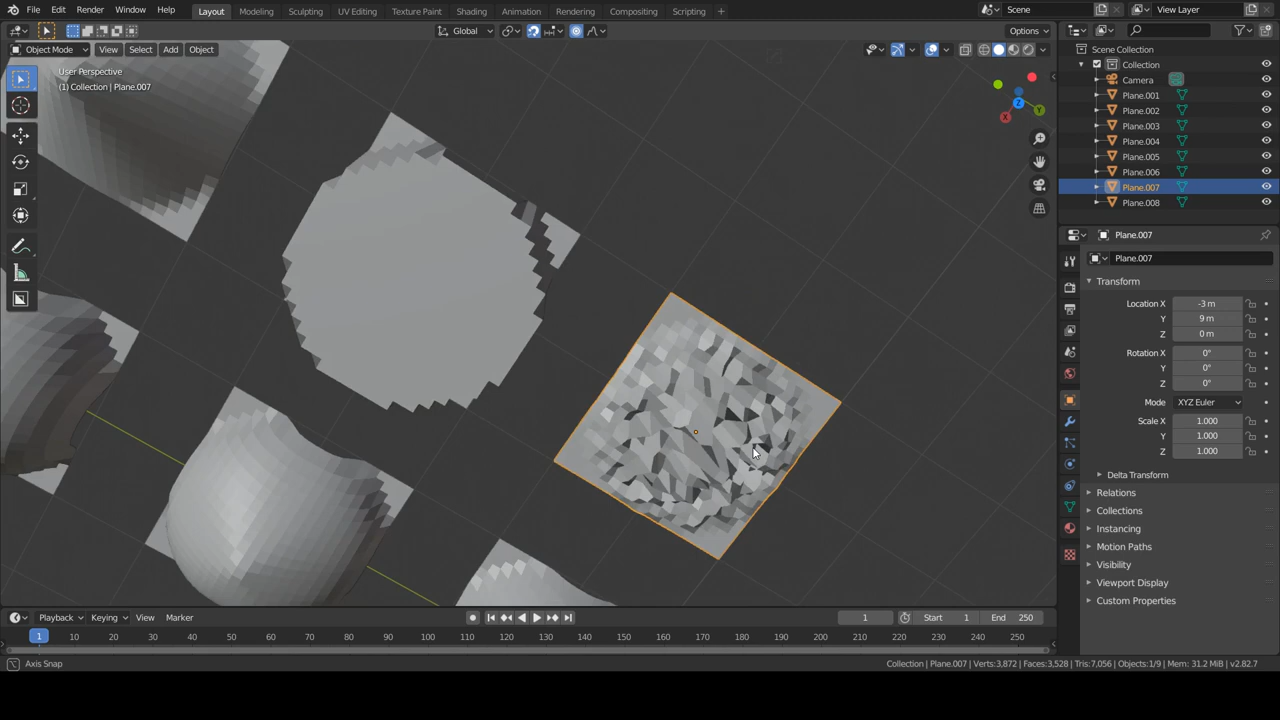 File Edit Render Window Help
Layout Modeling Sculpting UV Editing Texture Paint Shading Animation Rendering Compositing Scripting +
Scene
View Layer
Global
Options
Object Mode View Select Add Object
User Perspective
(1) Collection | Plane.007
X
Y
Z
Scene Collection
Collection
Camera
Plane.001
Plane.002
Plane.003
Plane.004
Plane.005
Plane.006
Plane.007
Plane.008
Plane.007
Plane.007
Transform
Location X -3 m
Y 9 m
Z 0 m
Rotation X 0°
Y 0°
Z 0°
Mode XYZ Euler
Scale X 1.000
Y 1.000
Z 1.000
Delta Transform
Relations
Collections
Instancing
Motion Paths
Visibility
Viewport Display
Custom Properties
Playback Keying View Marker
1 Start 1 End 250
1 10 20 30 40 50 60 70 80 90 100 110 120 130 140 150 160 170 180 190 200 210 220 230 240 250
Axis Snap
Collection | Plane.007 | Verts:3,872 | Faces:3,528 | Tris:7,056 | Objects:1/9 | Mem: 31.2 MiB | v2.82.7